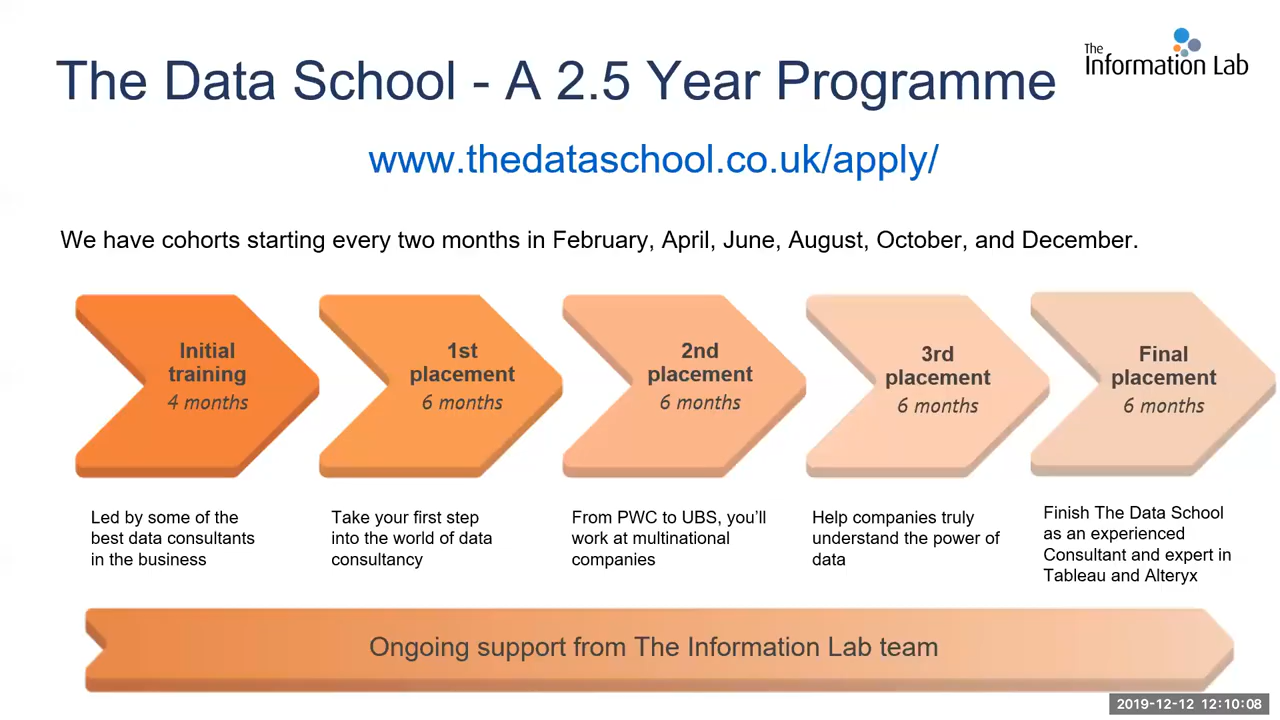 The Data School - A 2.5 Year Programme
The
Information Lab
www.thedataschool.co.uk/apply/
We have cohorts starting every two months in February, April, June, August, October, and December.
Initial
training
4 months
1st
placement
6 months
2nd
placement
6 months
3rd
placement
6 months
Final
placement
6 months
Led by some of the
best data consultants
in the business
Take your first step
into the world of data
consultancy
From PWC to UBS, you’ll
work at multinational
companies
Help companies truly
understand the power of
data
Finish The Data School
as an experienced
Consultant and expert in
Tableau and Alteryx
Ongoing support from The Information Lab team
2019-12-12 12:10:08